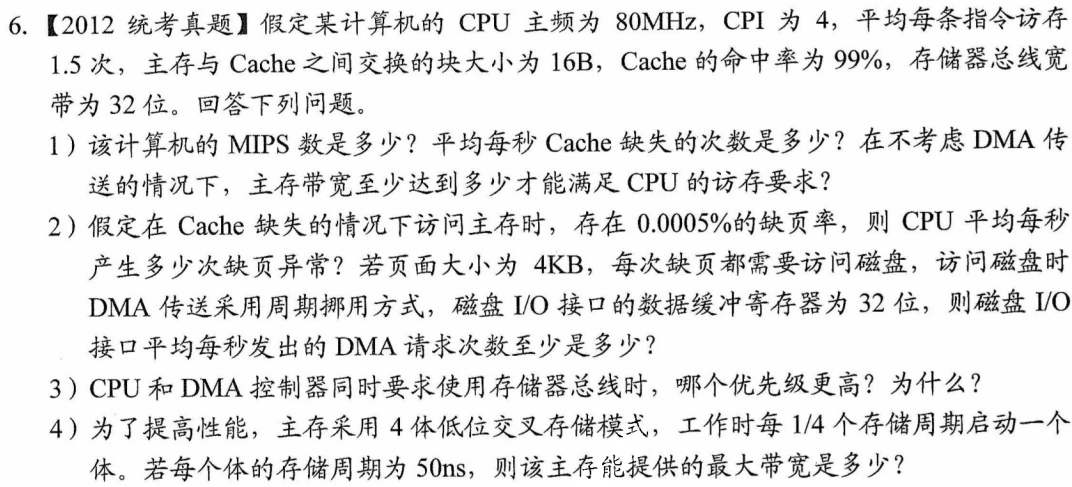 6. 【2012 统考真题】假定某计算机的 CPU 主频为 80MHz，CPI 为 4，平均每条指令访存
1.5 次，主存与 Cache 之间交换的块大小为 16B，Cache 的命中率为 99%，存储器总线宽
带为 32 位。回答下列问题。
1）该计算机的 MIPS 数是多少？平均每秒 Cache 缺失的次数是多少？在不考虑 DMA 传
送的情况下，主存带宽至少达到多少才能满足 CPU 的访存要求？
2）假定在 Cache 缺失的情况下访问主存时，存在 0.0005%的缺页率，则 CPU 平均每秒
产生多少次缺页异常？若页面大小为 4KB，每次缺页都需要访问磁盘，访问磁盘时
DMA 传送采用周期挪用方式，磁盘 I/O 接口的数据缓冲寄存器为 32 位，则磁盘 I/O
接口平均每秒发出的 DMA 请求次数至少是多少？
3）CPU 和 DMA 控制器同时要求使用存储器总线时，哪个优先级更高？为什么？
4）为了提高性能，主存采用 4 体低位交叉存储模式，工作时每 1/4 个存储周期启动一个
体。若每个体的存储周期为 50ns，则该主存能提供的最大带宽是多少？